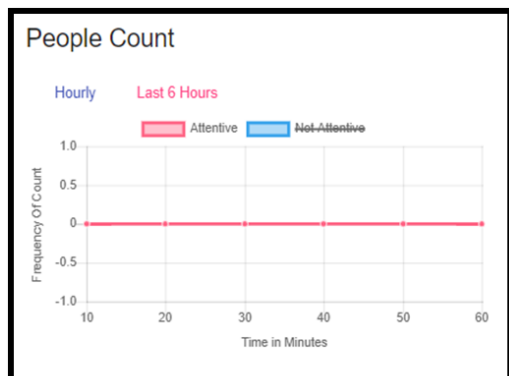 People Count
Hourly Last 6 Hours
Attentive Not Attentive
Frequency Of Count
1.0
0.5
0
-0.5
-1.0
10 20 30 40 50 60
Time in Minutes